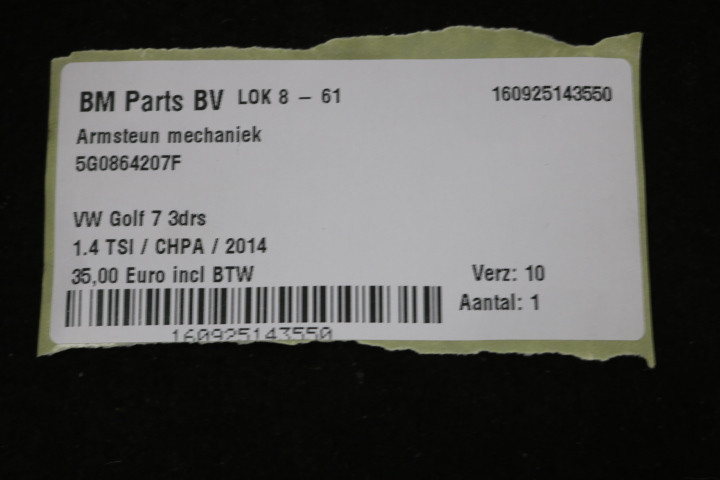 BM Parts BV LOK 8 – 61 160925143550
Armsteun mechaniek
5G0864207F
VW Golf 7 3drs
1.4 TSI / CHPA / 2014
35,00 Euro incl BTW Verz: 10
Aantal: 1
160925143550